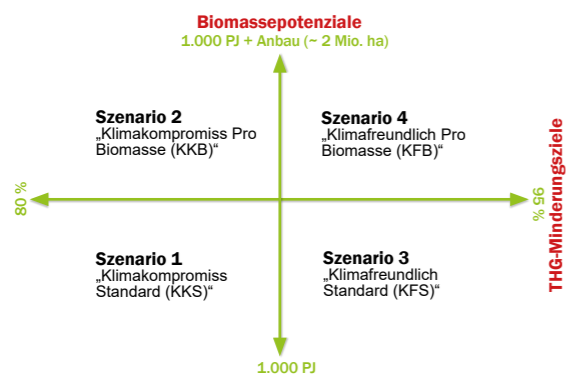 Biomassepotenziale
1.000 PJ + Anbau (~ 2 Mio. ha)
Szenario 2
„Klimakompromiss Pro
Biomasse (KKB)“
Szenario 4
„Klimafreundlich Pro
Biomasse (KFB)“
80 %
95 %
THG-Minderungsziele
Szenario 1
„Klimakompromiss
Standard (KKS)“
Szenario 3
„Klimafreundlich
Standard (KFS)“
1.000 PJ